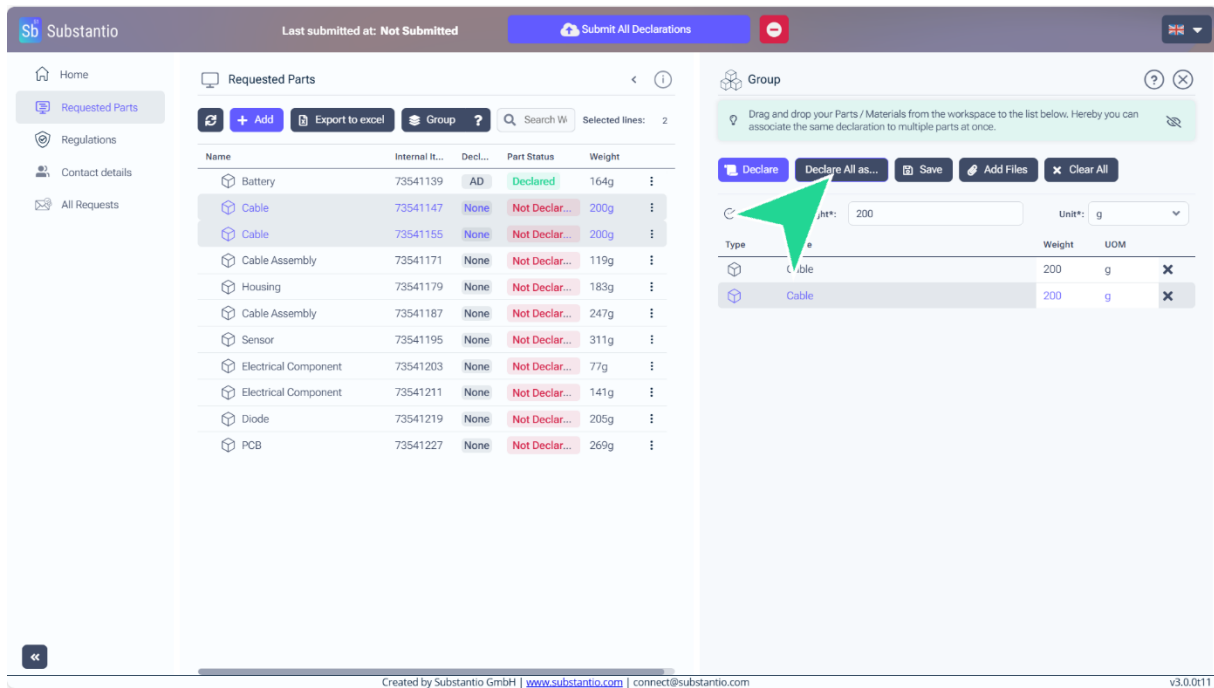 Sb Substantio
Last submitted at: Not Submitted
Submit All Declarations
Home
Requested Parts
Regulations
Contact details
All Requests
Requested Parts
+ Add
Export to excel
Group ?
Search W
Selected lines: 2
Name Internal It... Decl... Part Status Weight
Battery 73541139 AD Declared 164g
Cable 73541147 None Not Declar... 200g
Cable 73541155 None Not Declar... 200g
Cable Assembly 73541171 None Not Declar... 119g
Housing 73541179 None Not Declar... 183g
Cable Assembly 73541187 None Not Declar... 247g
Sensor 73541195 None Not Declar... 311g
Electrical Component 73541203 None Not Declar... 77g
Electrical Component 73541211 None Not Declar... 141g
Diode 73541219 None Not Declar... 205g
PCB 73541227 None Not Declar... 269g
Group
?
Drag and drop your Parts / Materials from the workspace to the list below. Hereby you can
associate the same declaration to multiple parts at once.
Declare
Declare All as...
Save
Add Files
Clear All
200
Unit*: g
Type Weight UOM
200 g
Cable 200 g
Created by Substantio GmbH | www.substantio.com | connect@substantio.com
v3.0.0t11